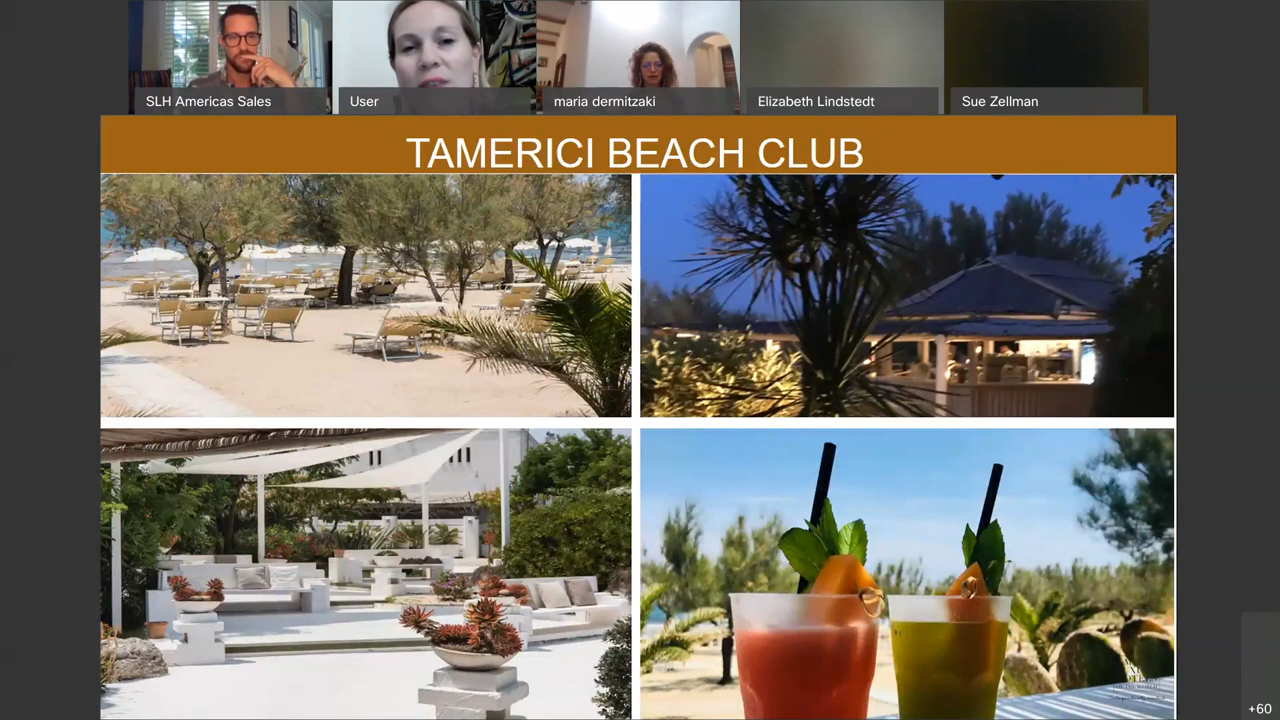 SLH Americas Sales
User
maria dermitzaki
Elizabeth Lindstedt
Sue Zellman
TAMERICI BEACH CLUB
+60